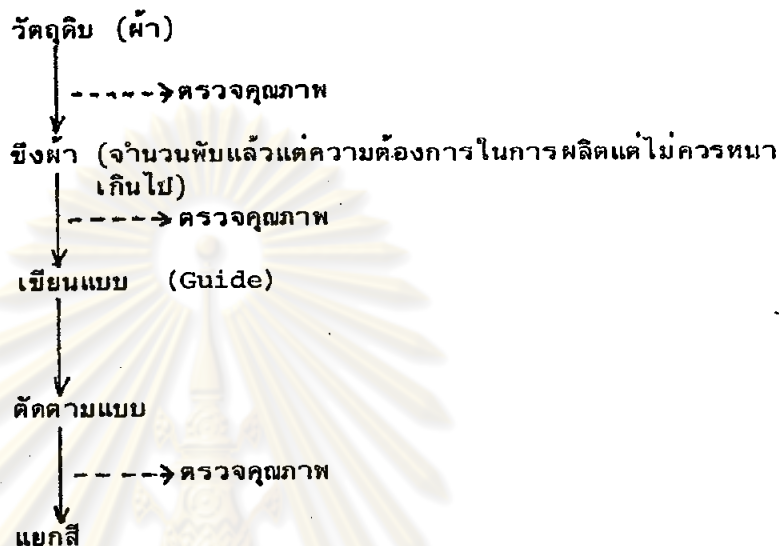 วัตถุดิบ (ผ้า)
ตรวจคุณภาพ
ขึงผ้า (จำนวนพับแล้วแต่ความต้องการในการผลิตแต่ไม่ควรหนา
เกินไป)
ตรวจคุณภาพ
เขียนแบบ (Guide)
ตัดตามแบบ
ตรวจคุณภาพ
แยกสี